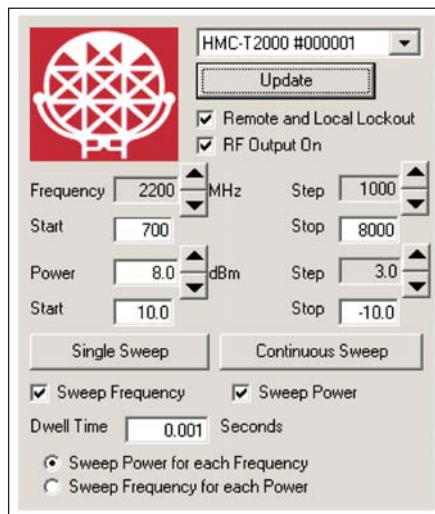 HMC-T2000 #000001
Update
Remote and Local Lockout
RF Output On
Frequency 2200 MHz Step 1000
Start 700 Stop 8000
Power 8.0 dBm Step 3.0
Start 10.0 Stop -10.0
Single Sweep Continuous Sweep
Sweep Frequency Sweep Power
Dwell Time 0.001 Seconds
Sweep Power for each Frequency
Sweep Frequency for each Power